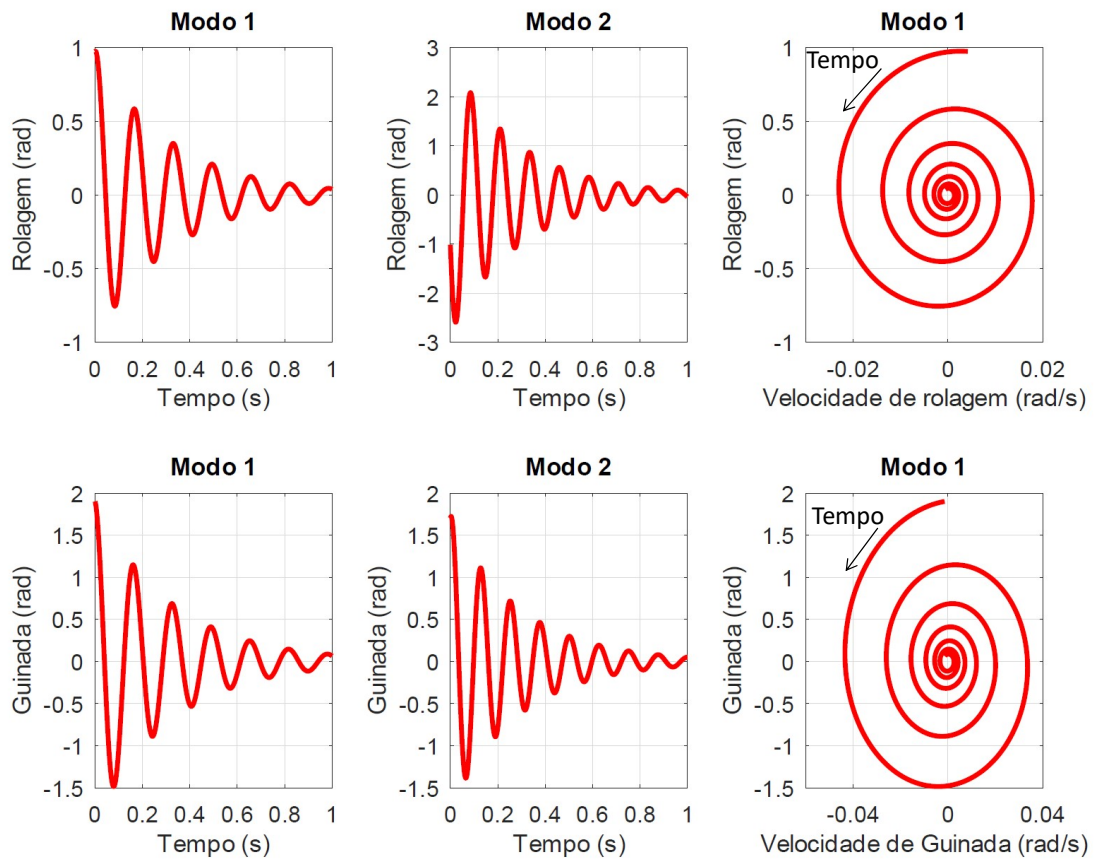 Modo 1
Rolagem (rad)
1
0.5
0
-0.5
-1
0 0.2 0.4 0.6 0.8 1
Tempo (s)
Modo 2
Rolagem (rad)
3
2
1
0
-1
-2
-3
0 0.2 0.4 0.6 0.8 1
Tempo (s)
Modo 1
Tempo
Rolagem (rad)
1
0.5
0
-0.5
-1
-0.02 0 0.02
Velocidade de rolagem (rad/s)
Modo 1
Guinada (rad)
2
1.5
1
0.5
0
-0.5
-1
-1.5
0 0.2 0.4 0.6 0.8 1
Tempo (s)
Modo 2
Guinada (rad)
2
1.5
1
0.5
0
-0.5
-1
-1.5
0 0.2 0.4 0.6 0.8 1
Tempo (s)
Modo 1
Tempo
Guinada (rad)
2
1.5
1
0.5
0
-0.5
-1
-1.5
-0.04 0 0.04
Velocidade de Guinada (rad/s)